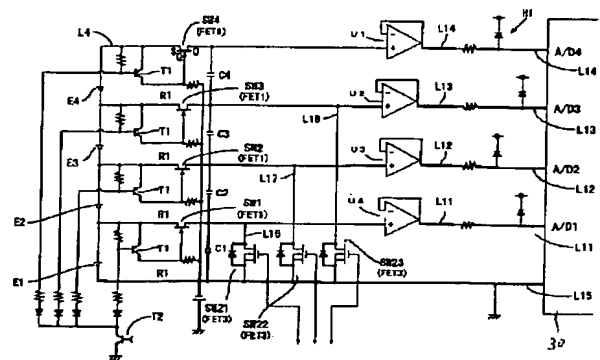 L4
SW4
(FET1)
S
D
G
U1
L14
H1
A/D4
L14
T1
C4
E4
R1
SW3
(FET1)
L18
U2
L13
A/D3
L13
T1
C3
E3
R1
SW2
(FET1)
L17
U3
L12
A/D2
L12
T1
C2
E2
R1
SW1
(FET1)
U4
L11
A/D1
L11
L16
T1
C1
SW23
(FET3)
E1
R1
L15
SW21
(FET3)
SW22
(FET3)
T2
30